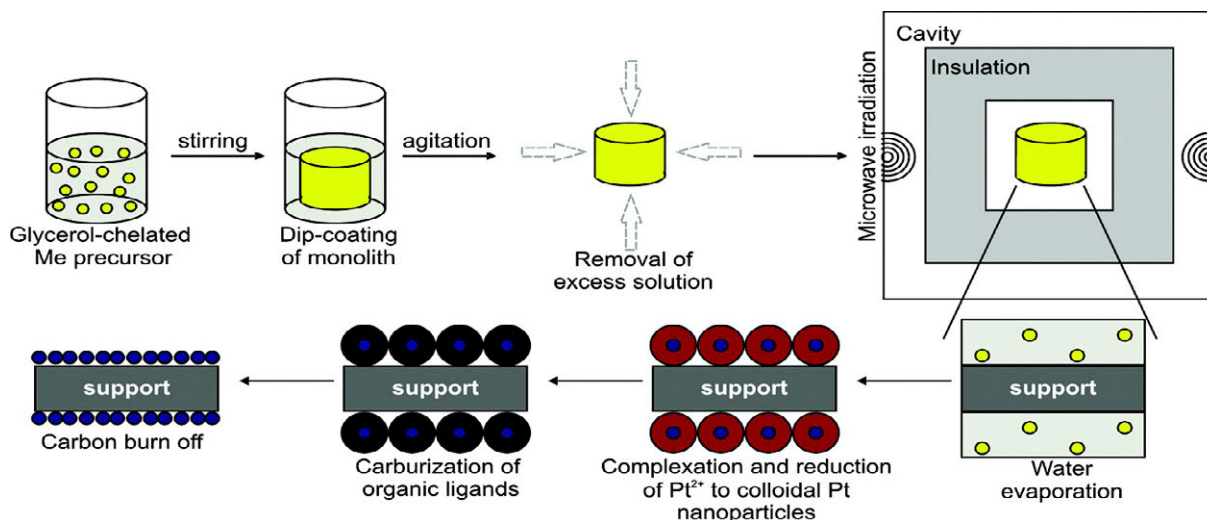 stirring
agitation
Glycerol-chelated
Me precursor
Dip-coating
of monolith
Removal of
excess solution
Microwave irradiation
Cavity
Insulation
support
Carbon burn off
support
Carburization of
organic ligands
support
Complexation and reduction
of Pt²⁺ to colloidal Pt
nanoparticles
support
Water
evaporation